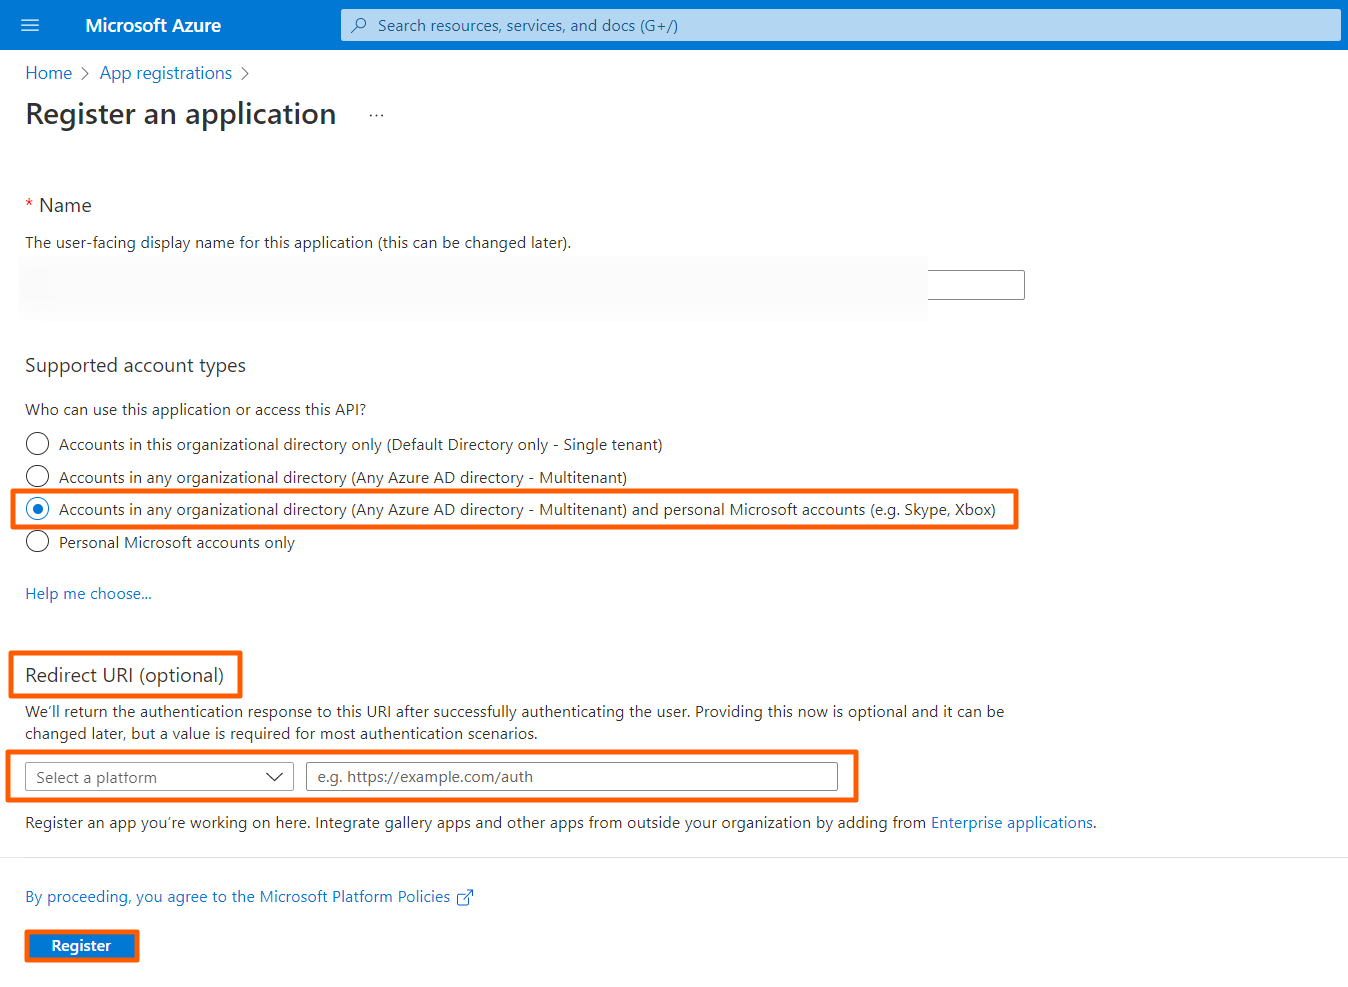 Microsoft Azure
Search resources, services, and docs (G+/)
Home > App registrations >
Register an application ...
* Name
The user-facing display name for this application (this can be changed later).
Supported account types
Who can use this application or access this API?
Accounts in this organizational directory only (Default Directory only - Single tenant)
Accounts in any organizational directory (Any Azure AD directory - Multitenant)
Accounts in any organizational directory (Any Azure AD directory - Multitenant) and personal Microsoft accounts (e.g. Skype, Xbox)
Personal Microsoft accounts only
Help me choose...
Redirect URI (optional)
We'll return the authentication response to this URI after successfully authenticating the user. Providing this now is optional and it can be
changed later, but a value is required for most authentication scenarios.
Select a platform
e.g. https://example.com/auth
Register an app you're working on here. Integrate gallery apps and other apps from outside your organization by adding from Enterprise applications.
By proceeding, you agree to the Microsoft Platform Policies
Register